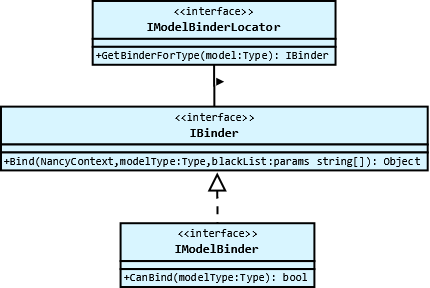 <<interface>>
IModelBinderLocator
+GetBinderForType(model:Type): IBinder
<<interface>>
IBinder
+Bind(NancyContext,modelType:Type,blackList:params string[]): Object
<<interface>>
IModelBinder
+CanBind(modelType:Type): bool